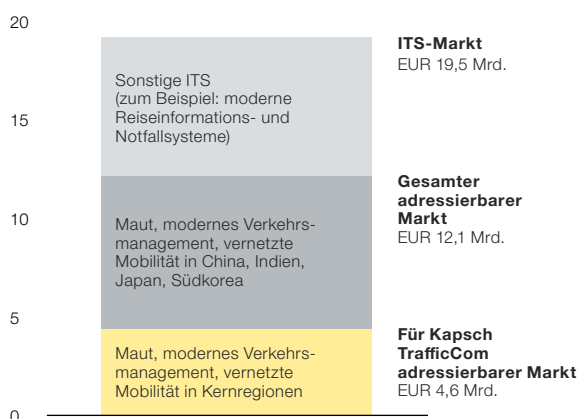 20
15
10
5
0
Sonstige ITS
(zum Beispiel: moderne
Reiseinformations- und
Notfallsysteme)
Maut, modernes Verkehrs-
management, vernetzte
Mobilität in China, Indien,
Japan, Südkorea
Maut, modernes Verkehrs-
management, vernetzte
Mobilität in Kernregionen
ITS-Markt
EUR 19,5 Mrd.
Gesamter
adressierbarer
Markt
EUR 12,1 Mrd.
Für Kapsch
TrafficCom
adressierbarer Markt
EUR 4,6 Mrd.